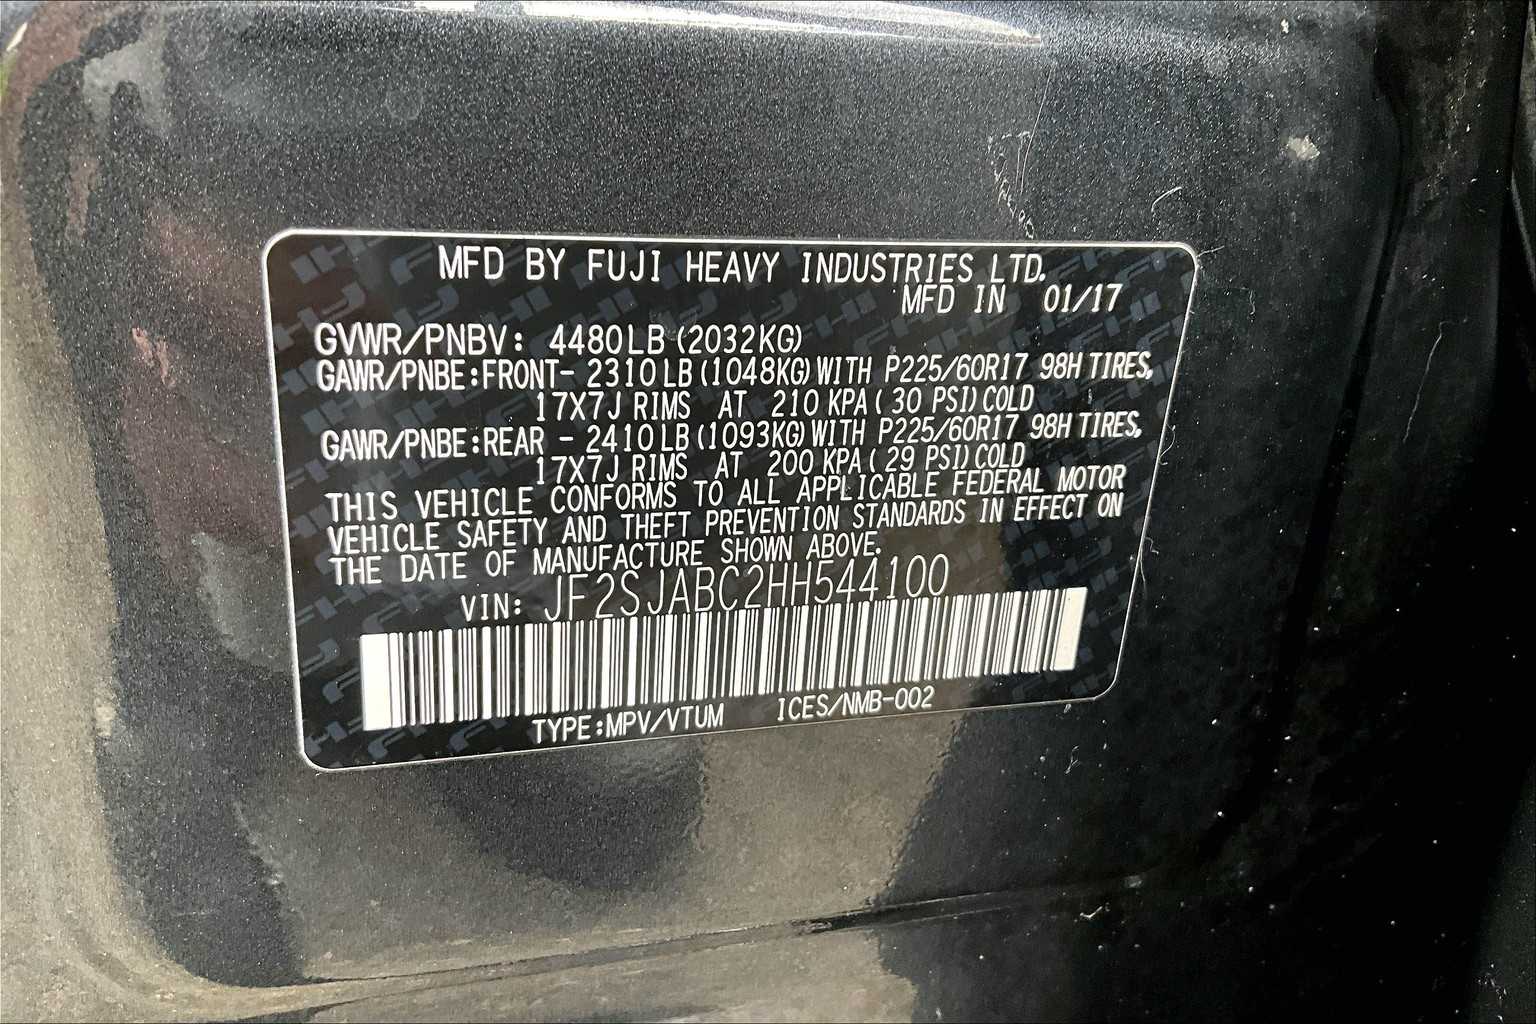 MFD BY FUJI HEAVY INDUSTRIES LTD.
MFD IN 01/17
GVWR/PNBV: 4480LB (2032KG)
GAWR/PNBE:FRONT- 2310LB (1048KG) WITH P225/60R17 98H TIRES,
17X7J RIMS AT 210 KPA (30 PSI) COLD
GAWR/PNBE:REAR - 2410LB (1093KG) WITH P225/60R17 98H TIRES,
17X7J RIMS AT 200 KPA (29 PSI) COLD
THIS VEHICLE CONFORMS TO ALL APPLICABLE FEDERAL MOTOR
VEHICLE SAFETY AND THEFT PREVENTION STANDARDS IN EFFECT ON
THE DATE OF MANUFACTURE SHOWN ABOVE.
VIN: JF2SJABC2HH544100
TYPE:MPV/VTUM ICES/NMB-002